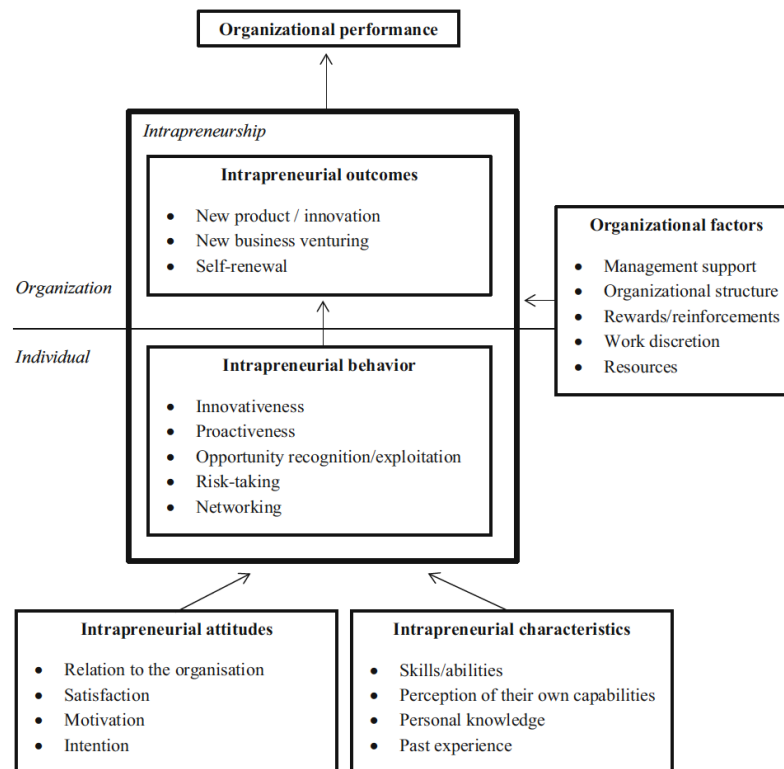 Organizational performance
Intrapreneurship
Intrapreneurial outcomes
• New product / innovation
• New business venturing
• Self-renewal
Organizational factors
• Management support
• Organizational structure
• Rewards/reinforcements
• Work discretion
• Resources
Organization
Individual
Intrapreneurial behavior
• Innovativeness
• Proactiveness
• Opportunity recognition/exploitation
• Risk-taking
• Networking
Intrapreneurial attitudes
• Relation to the organisation
• Satisfaction
• Motivation
• Intention
Intrapreneurial characteristics
• Skills/abilities
• Perception of their own capabilities
• Personal knowledge
• Past experience